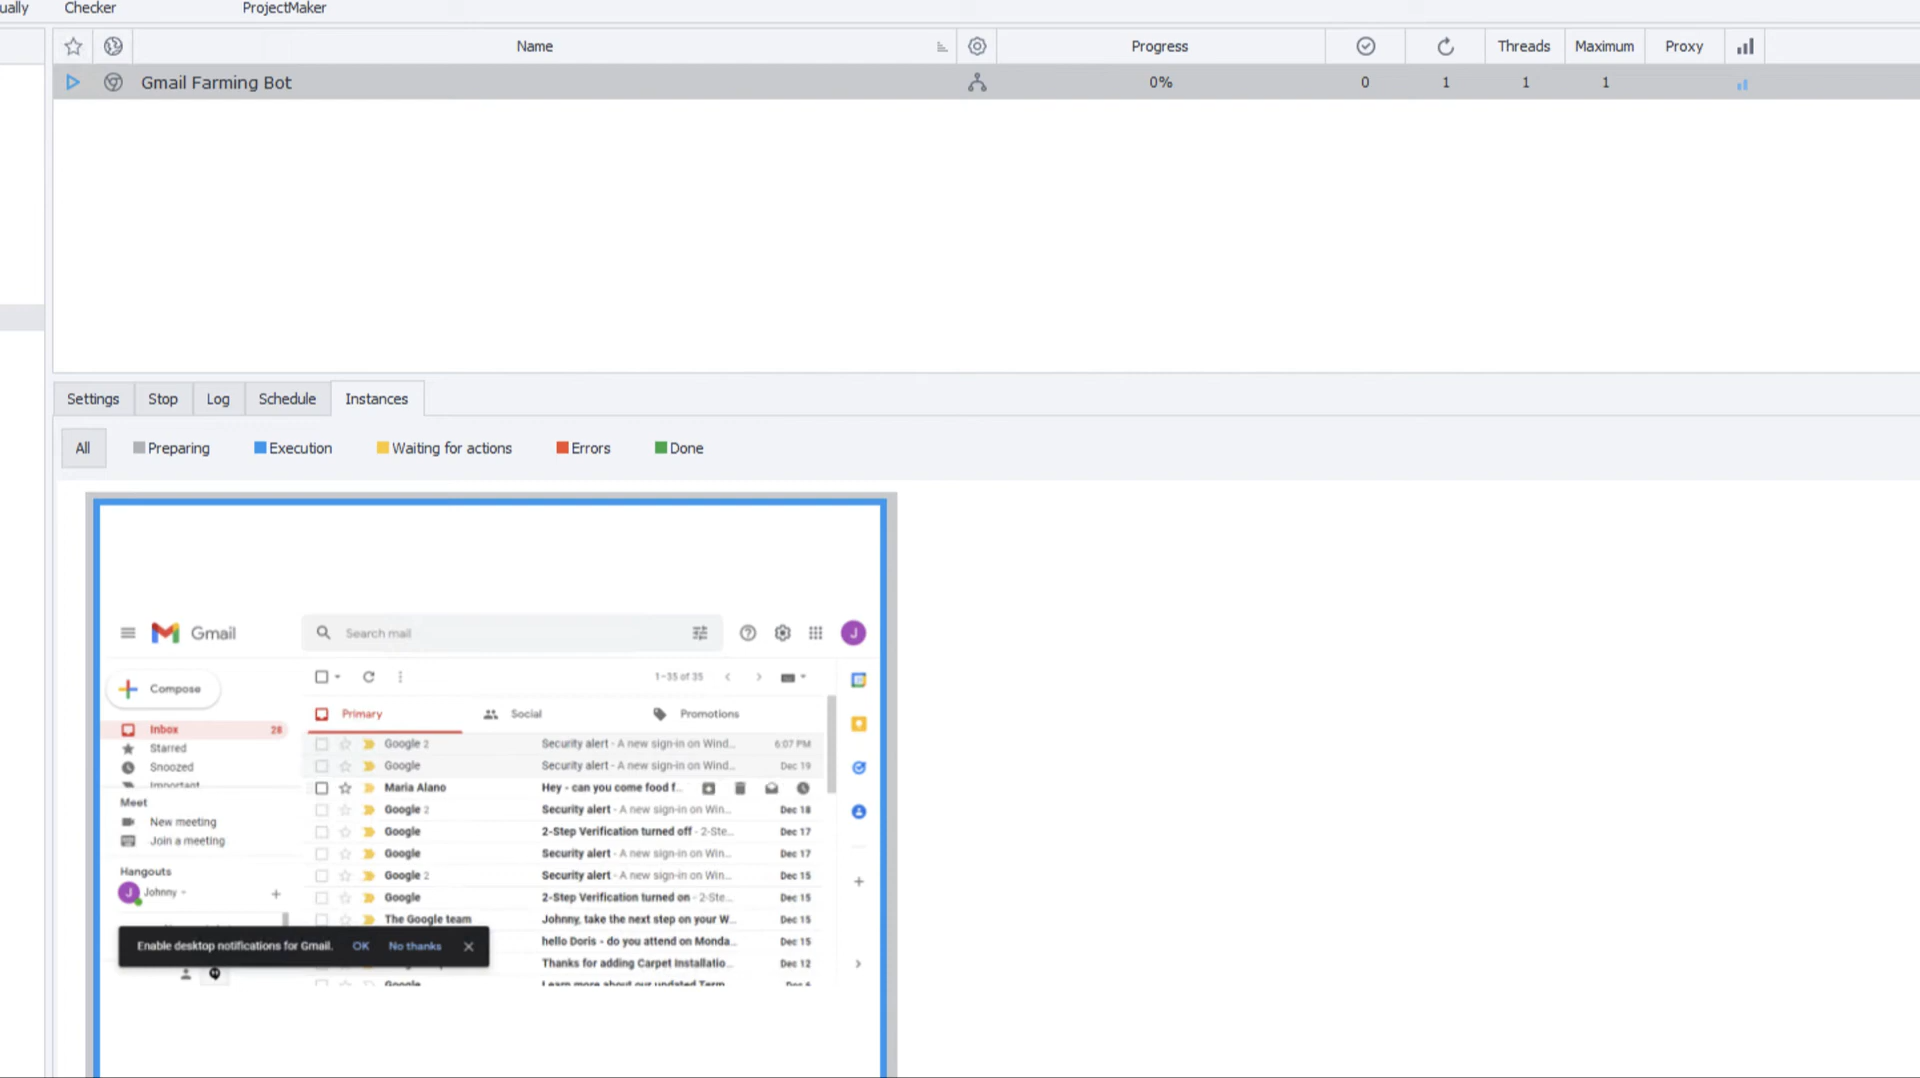 ually Checker ProjectMaker
Name Progress Threads Maximum Proxy
Gmail Farming Bot 0% 0 1 1 1
Settings Stop Log Schedule Instances
All Preparing Execution Waiting for actions Errors Done
Gmail Search mail J
Compose 1-35 of 35
Primary Social Promotions
Inbox 28
Starred
Snoozed
Important
Meet
New meeting
Join a meeting
Hangouts
J Johnny
Google 2 Security alert - A new sign-in on Wind... 6:07 PM
Google Security alert - A new sign-in on Wind... Dec 19
Maria Alano Hey - can you come food f...
Google 2 Security alert - A new sign-in on Win... Dec 18
Google 2-Step Verification turned off - 2-Ste... Dec 17
Google Security alert - A new sign-in on Win... Dec 17
Google 2 Security alert - A new sign-in on Win... Dec 15
Google 2-Step Verification turned on - 2-Ste... Dec 15
The Google team Johnny, take the next step on your W... Dec 15
hello Doris - do you attend on Monda... Dec 15
Thanks for adding Carpet Installatio... Dec 12
Google Learn more about our updated Term
Enable desktop notifications for Gmail. OK No thanks